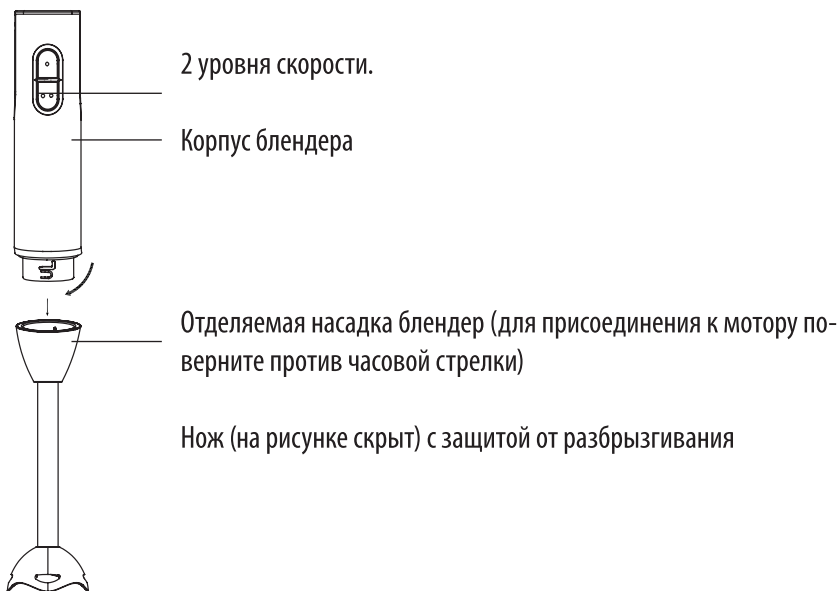 2 уровня скорости.
Корпус блендера
Отделяемая насадка блендер (для присоединения к мотору по-
верните против часовой стрелки)
Нож (на рисунке скрыт) с защитой от разбрызгивания